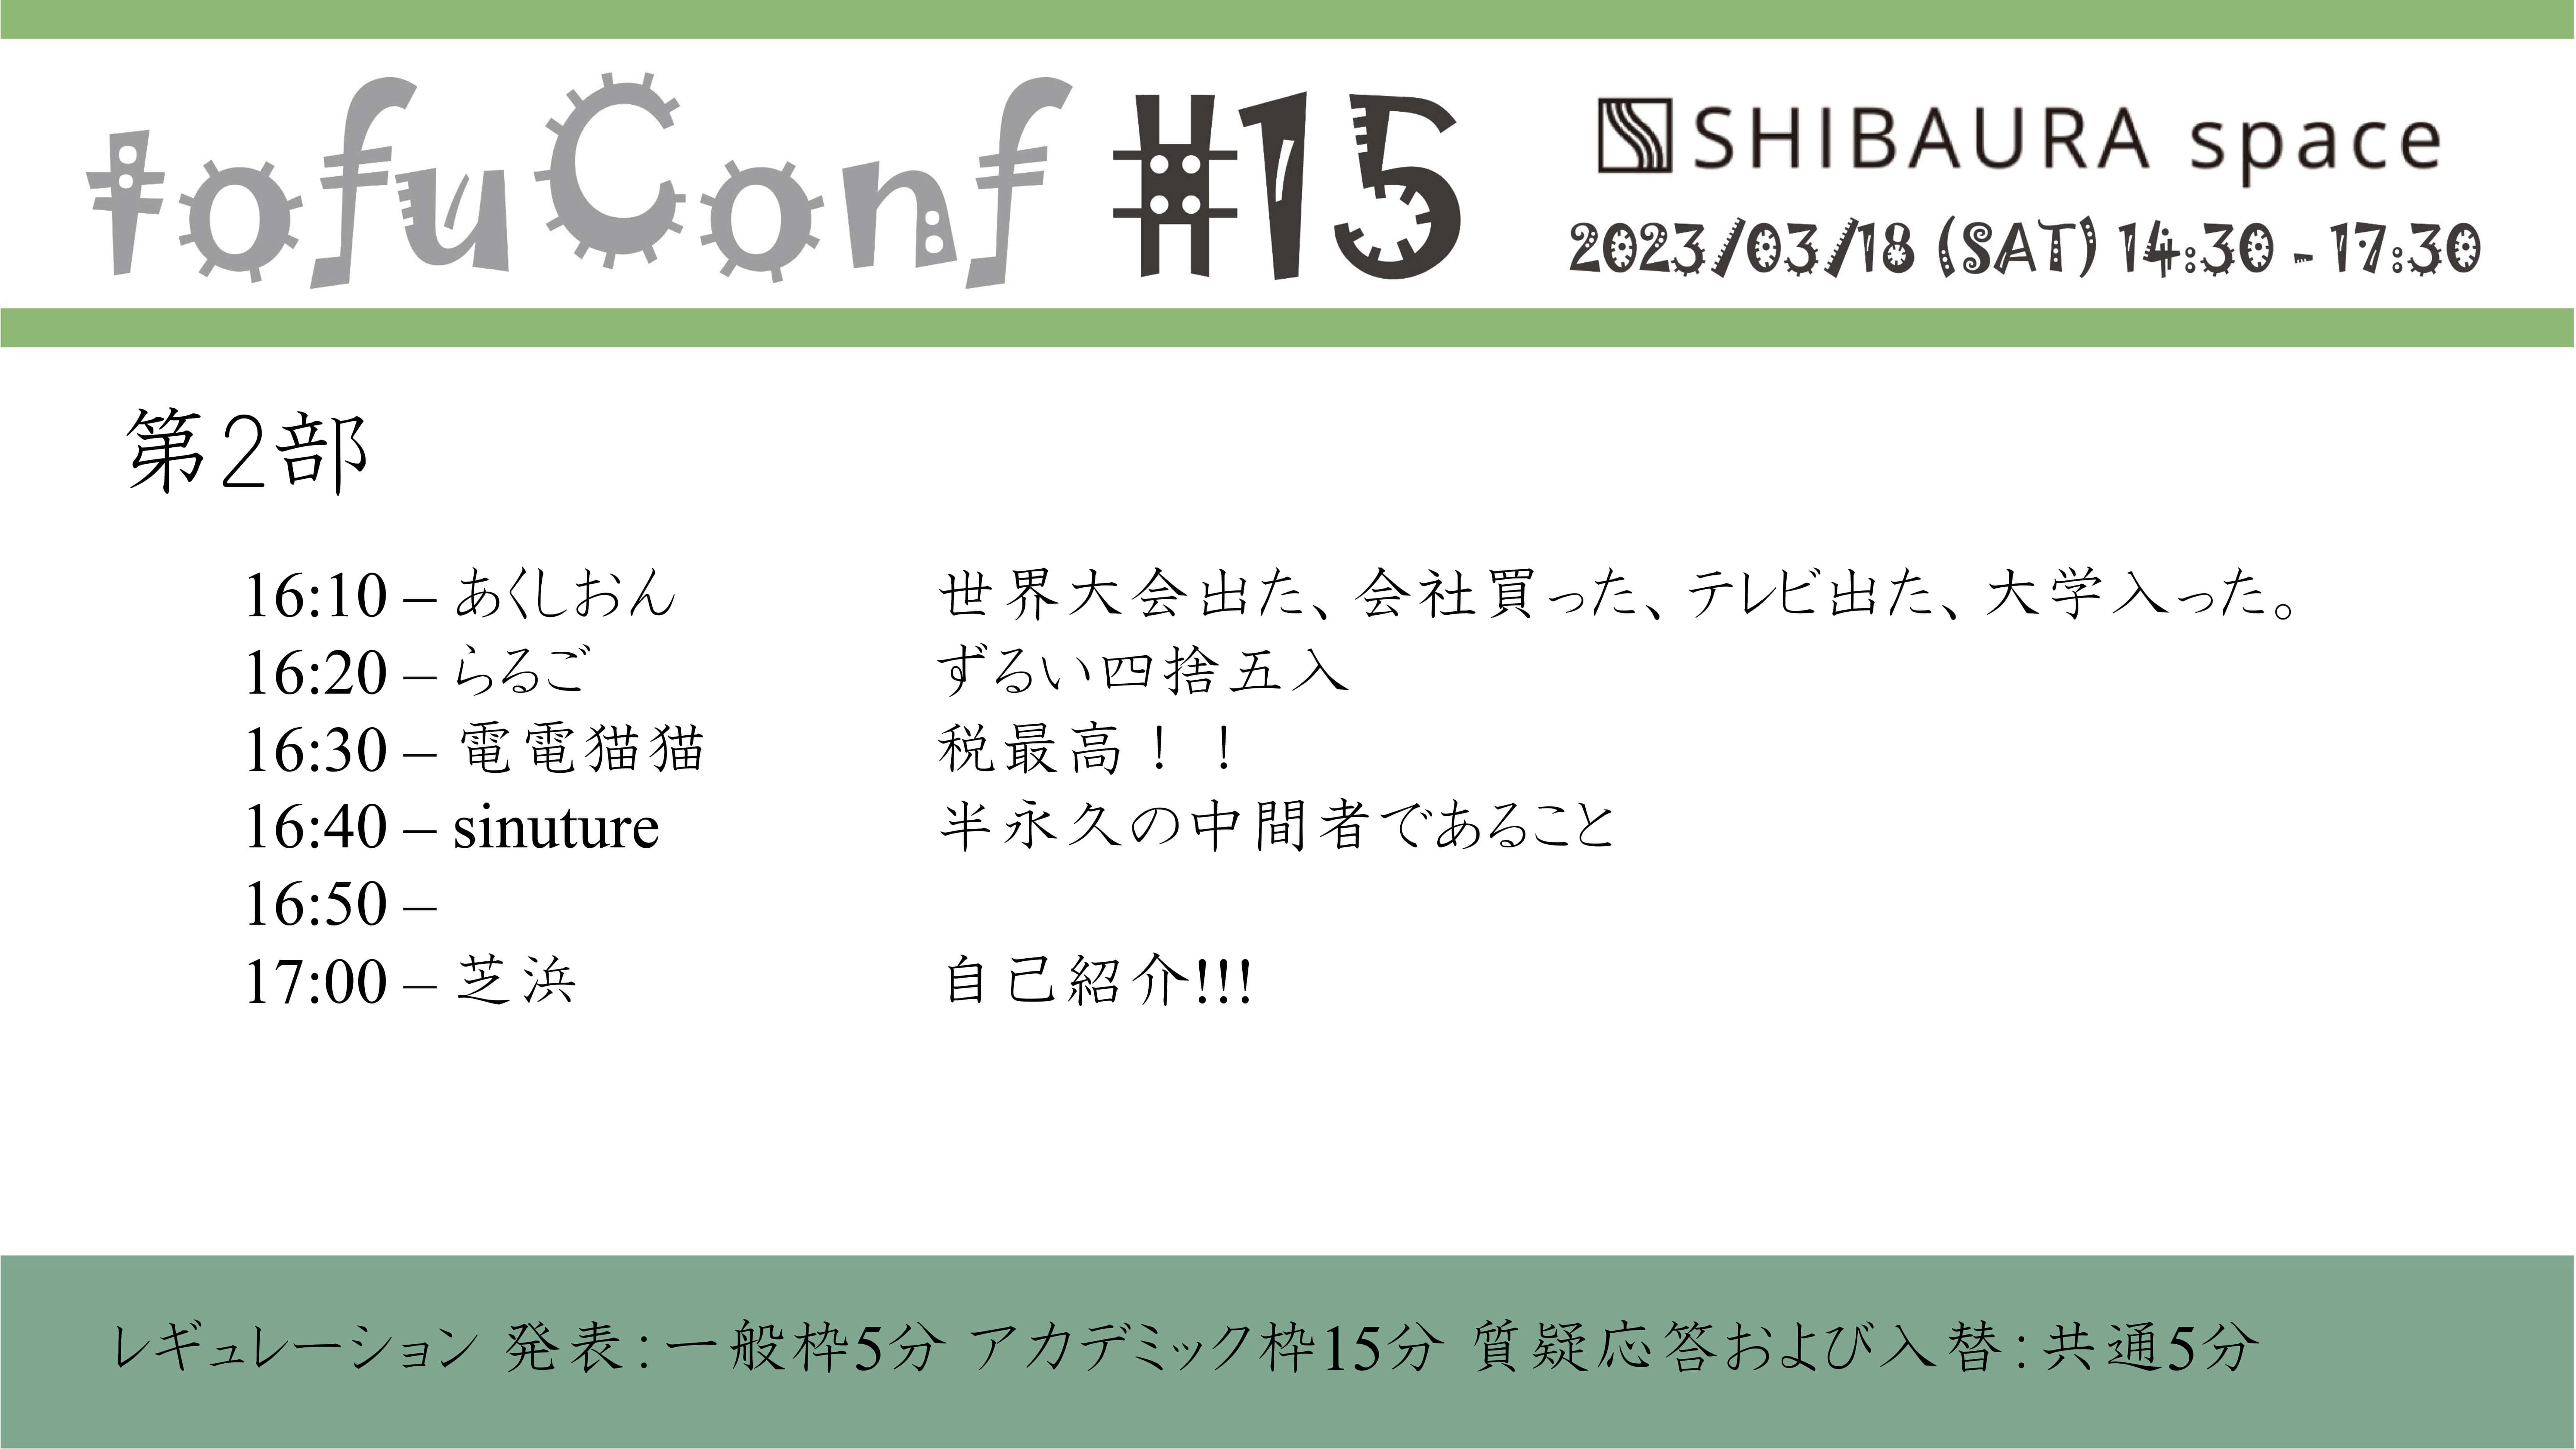 tofuConf #15
SHIBAURA space
2023/03/18 (SAT) 14:30 - 17:30
第2部
16:10 – あくしおん 世界大会出た、会社買った、テレビ出た、大学入った。
16:20 – らるご ずるい四捨五入
16:30 – 電電猫猫 税最高！！
16:40 – sinuture 半永久の中間者であること
16:50 –
17:00 – 芝浜 自己紹介!!!
レギュレーション 発表：一般枠5分 アカデミック枠15分 質疑応答および入替：共通5分